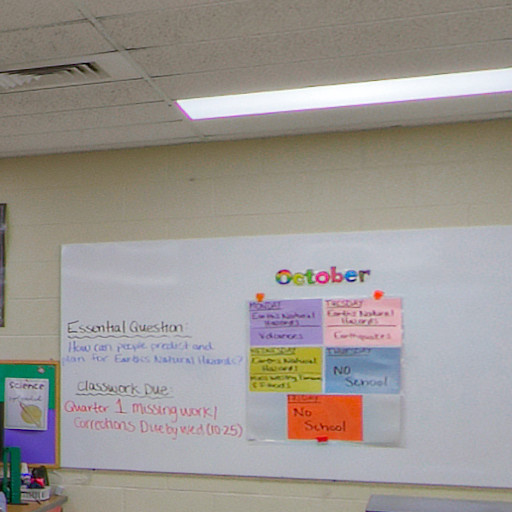 October
Essential Question:
How can people predict and
plan for Earth's Natural Hazards?
Classwork Due:
Quarter 1 missing work/
Corrections Due by Wed (10-25)
MONDAY
Earth's Natural
Hazards
Volcanoes
TUESDAY
Earth's Natural
Hazards
Earthquakes
WEDNESDAY
Earth's Natural
Hazards
THURSDAY
NO
School
FRIDAY
No
School
Science